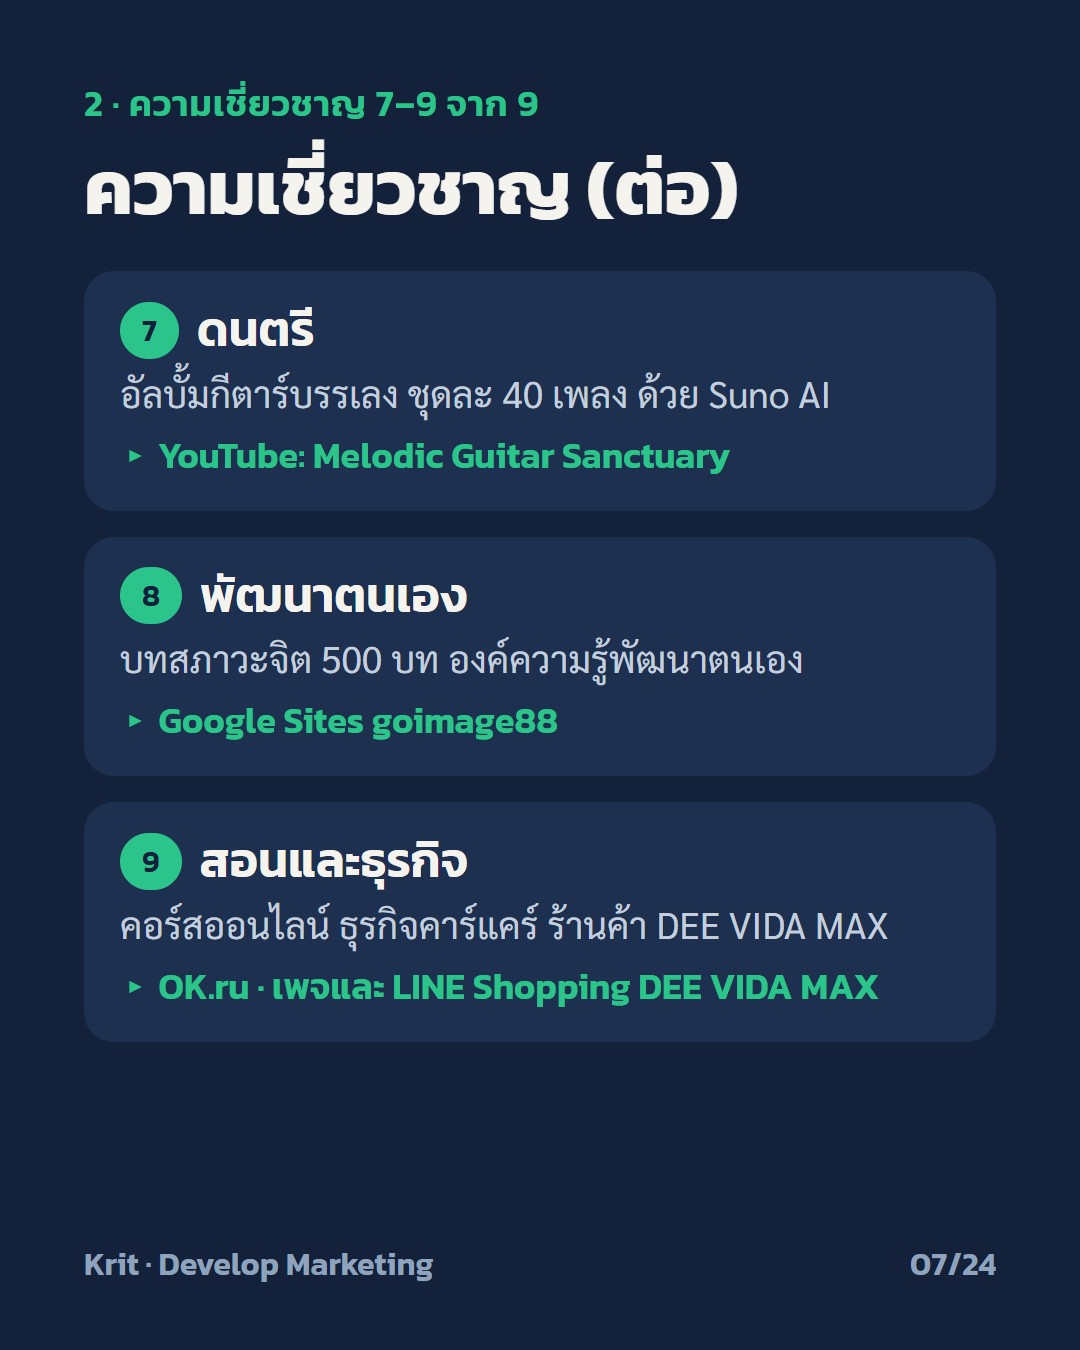 2 · ความเชี่ยวชาญ 7–9 จาก 9
ความเชี่ยวชาญ (ต่อ)
7 ดนตรี
อัลบั้มกีตาร์บรรเลง ชุดละ 40 เพลง ด้วย Suno AI
▸ YouTube: Melodic Guitar Sanctuary
8 พัฒนาตนเอง
บทสภาวะจิต 500 บท องค์ความรู้พัฒนาตนเอง
▸ Google Sites goimage88
9 สอนและธุรกิจ
คอร์สออนไลน์ ธุรกิจคาร์แคร์ ร้านค้า DEE VIDA MAX
▸ OK.ru · เพจและ LINE Shopping DEE VIDA MAX
Krit · Develop Marketing
07/24